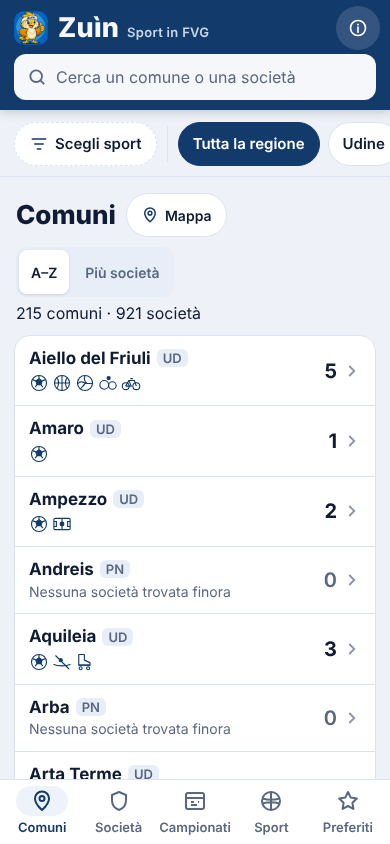 Zuìn Sport in FVG
Cerca un comune o una società
Scegli sport Tutta la regione Udine
Comuni Mappa
A–Z Più società
215 comuni · 921 società
Aiello del Friuli UD 5
Amaro UD 1
Ampezzo UD 2
Andreis PN 0
Nessuna società trovata finora
Aquileia UD 3
Arba PN 0
Nessuna società trovata finora
Arta Terme UD
Comuni Società Campionati Sport Preferiti